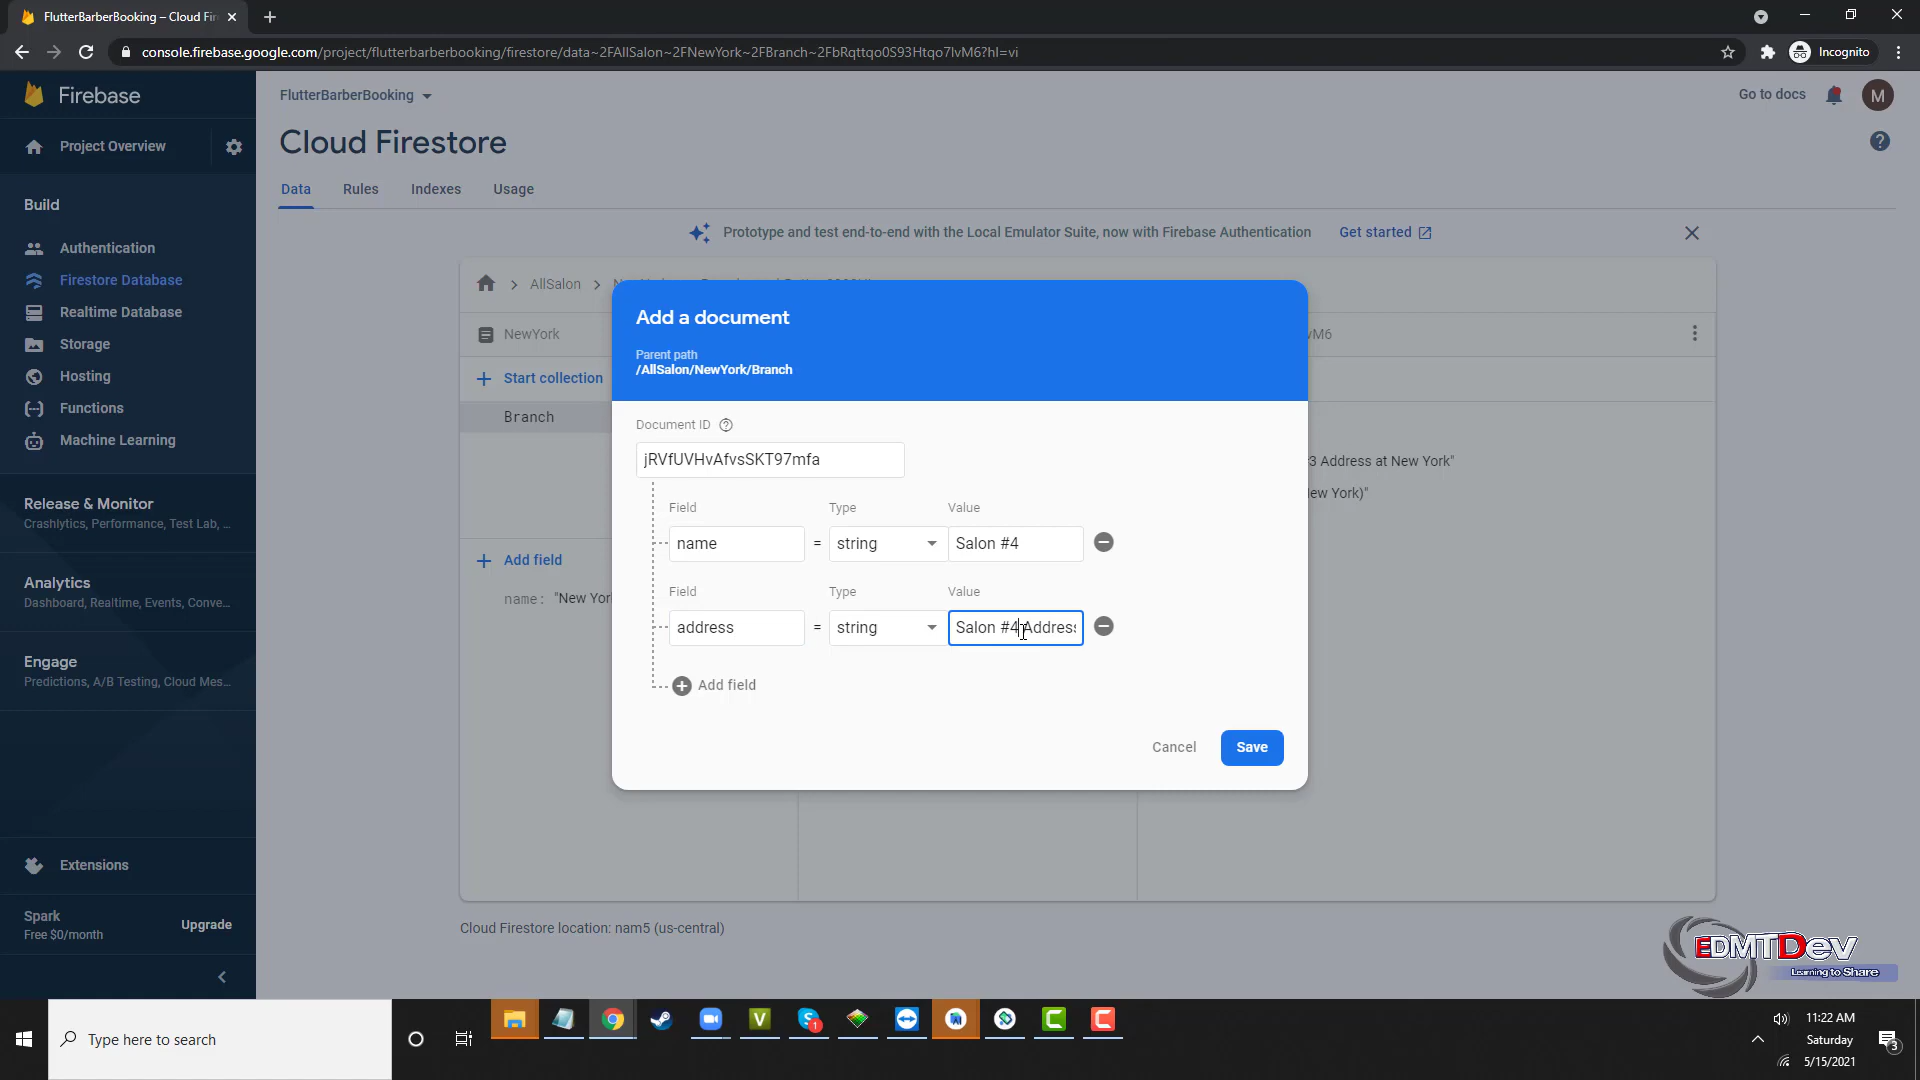 FlutterBarberBooking – Cloud Fir
console.firebase.google.com/project/flutterbarberbooking/firestore/data~2FAllSalon~2FNewYork~2FBranch~2FbRqttqo0S93Htqo7lvM6?hl=vi
Incognito
Firebase
FlutterBarberBooking
Go to docs
M
Project Overview
Cloud Firestore
Data
Rules
Indexes
Usage
Build
Prototype and test end-to-end with the Local Emulator Suite, now with Firebase Authentication
Get started
Authentication
Firestore Database
Realtime Database
Storage
Hosting
Functions
Machine Learning
AllSalon
NewYork
vM6
Start collection
Branch
3 Address at New York"
ew York)"
Add field
name: "New Yor
Add a document
Parent path
/AllSalon/NewYork/Branch
Document ID
jRVfUVHvAfvsSKT97mfa
Field
Type
Value
name
=
string
Salon #4
Field
Type
Value
address
=
string
Salon #4 Address
Add field
Cancel
Save
Release & Monitor
Crashlytics, Performance, Test Lab, ...
Analytics
Dashboard, Realtime, Events, Conve...
Engage
Predictions, A/B Testing, Cloud Mes...
Extensions
Spark
Free $0/month
Upgrade
Cloud Firestore location: nam5 (us-central)
EDMTDev
Learning to Share
Type here to search
V
S
1
C
C
11:22 AM
Saturday
5/15/2021
3